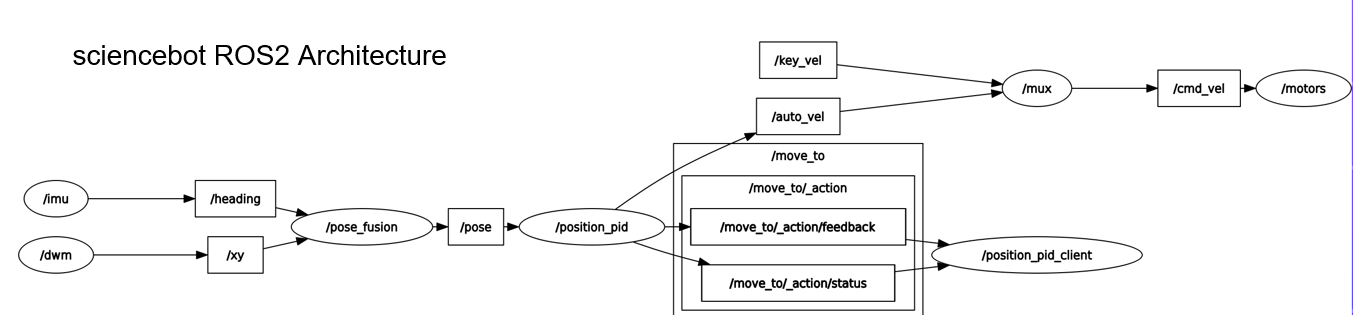 sciencebot ROS2 Architecture
/key_vel
/mux
/cmd_vel
/motors
/auto_vel
/move_to
/move_to/_action
/imu
/heading
/pose_fusion
/pose
/position_pid
/move_to/_action/feedback
/dwm
/xy
/position_pid_client
/move_to/_action/status